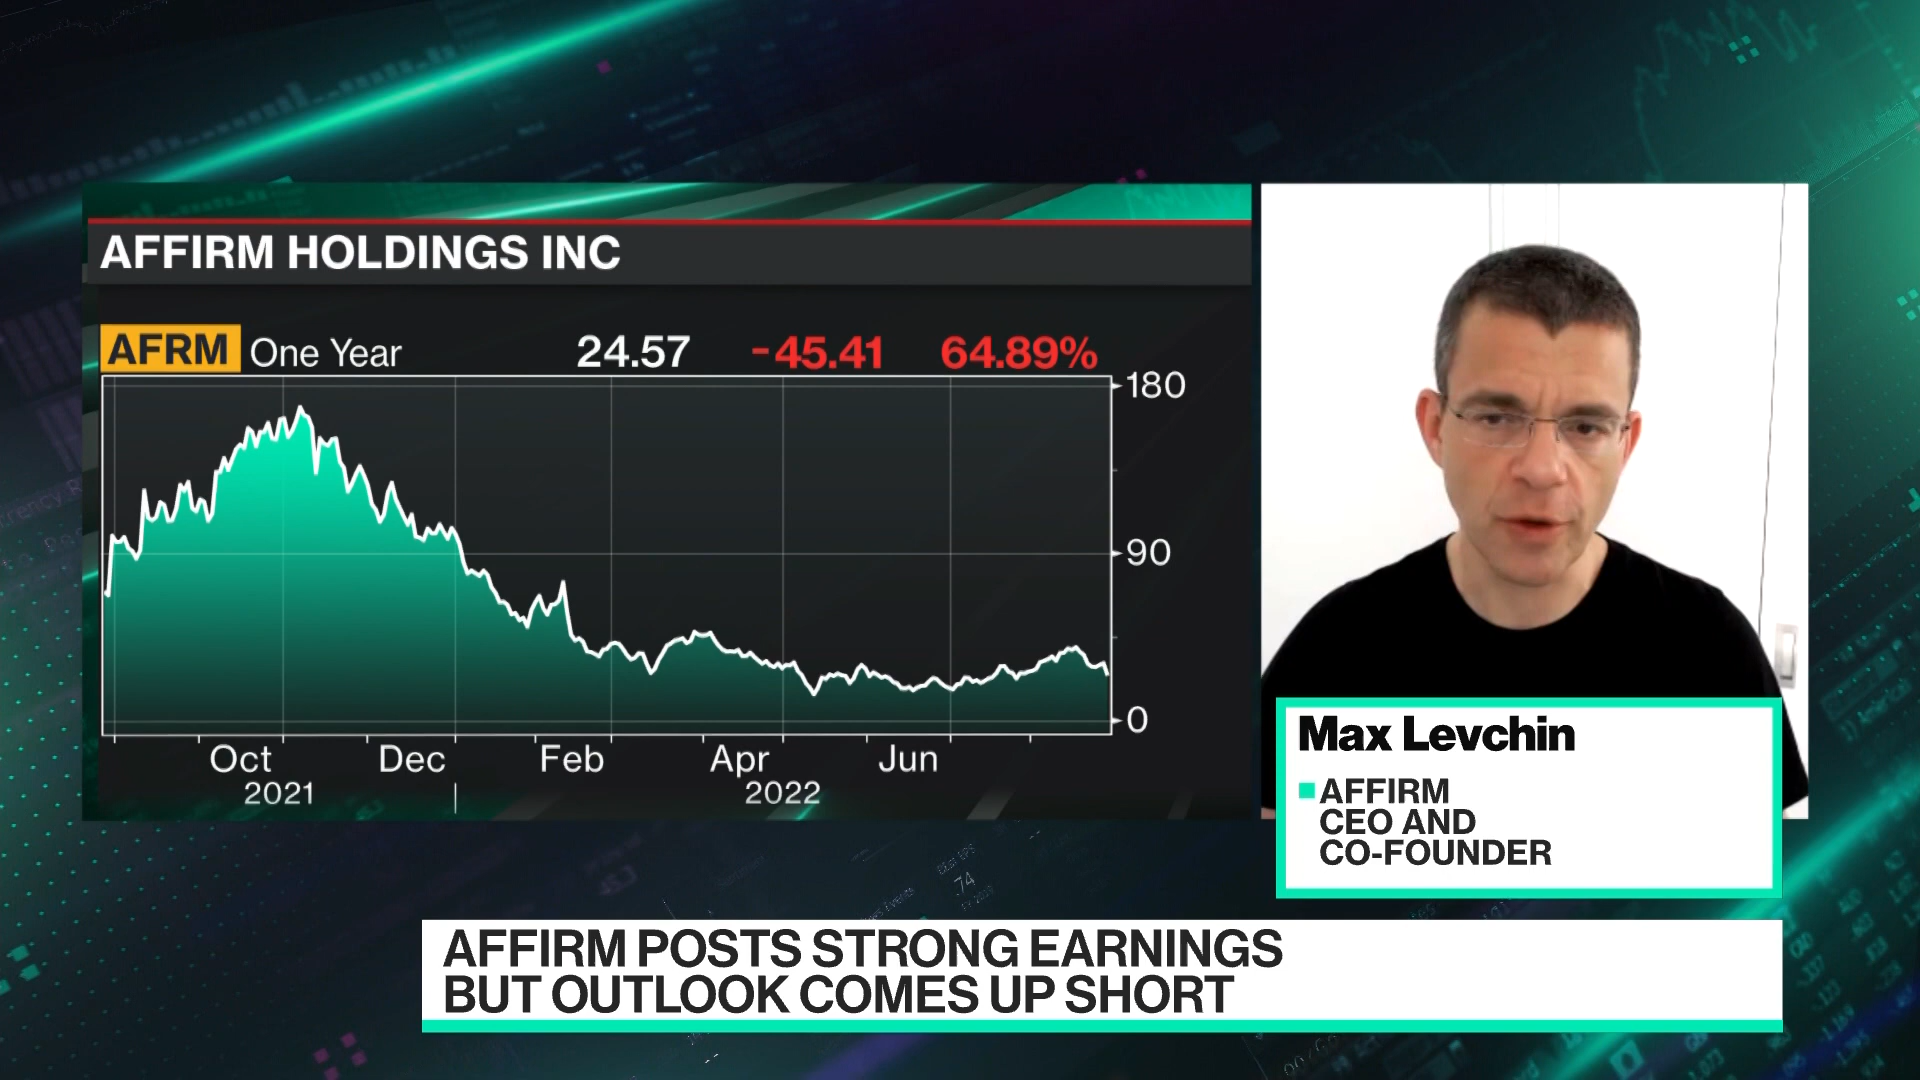 AFFIRM HOLDINGS INC
AFRM One Year 24.57 -45.41 64.89%
180
90
0
Oct Dec Feb Apr Jun
2021 2022
Max Levchin
AFFIRM
CEO AND
CO-FOUNDER
74
AFFIRM POSTS STRONG EARNINGS
BUT OUTLOOK COMES UP SHORT